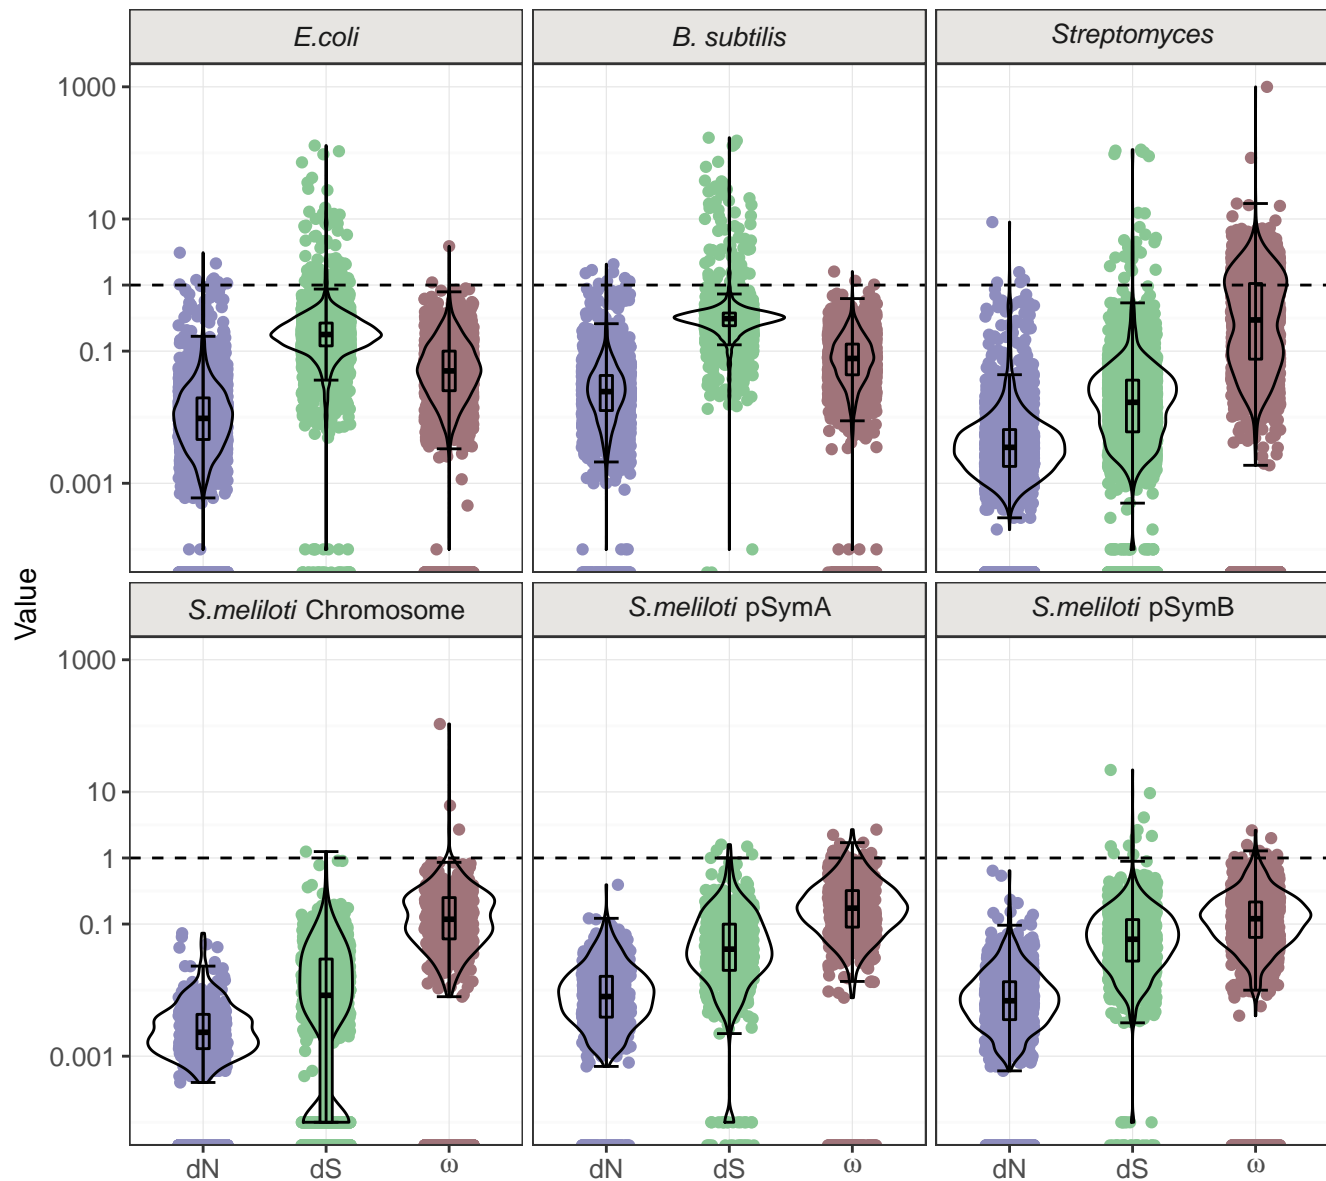 E.coli
B. subtilis
Streptomyces
1000
10
1
0.1
0.001
Value
S.meliloti Chromosome
S.meliloti pSymA
S.meliloti pSymB
1000
10
1
0.1
0.001
dN
dS
ω
dN
dS
ω
dN
dS
ω